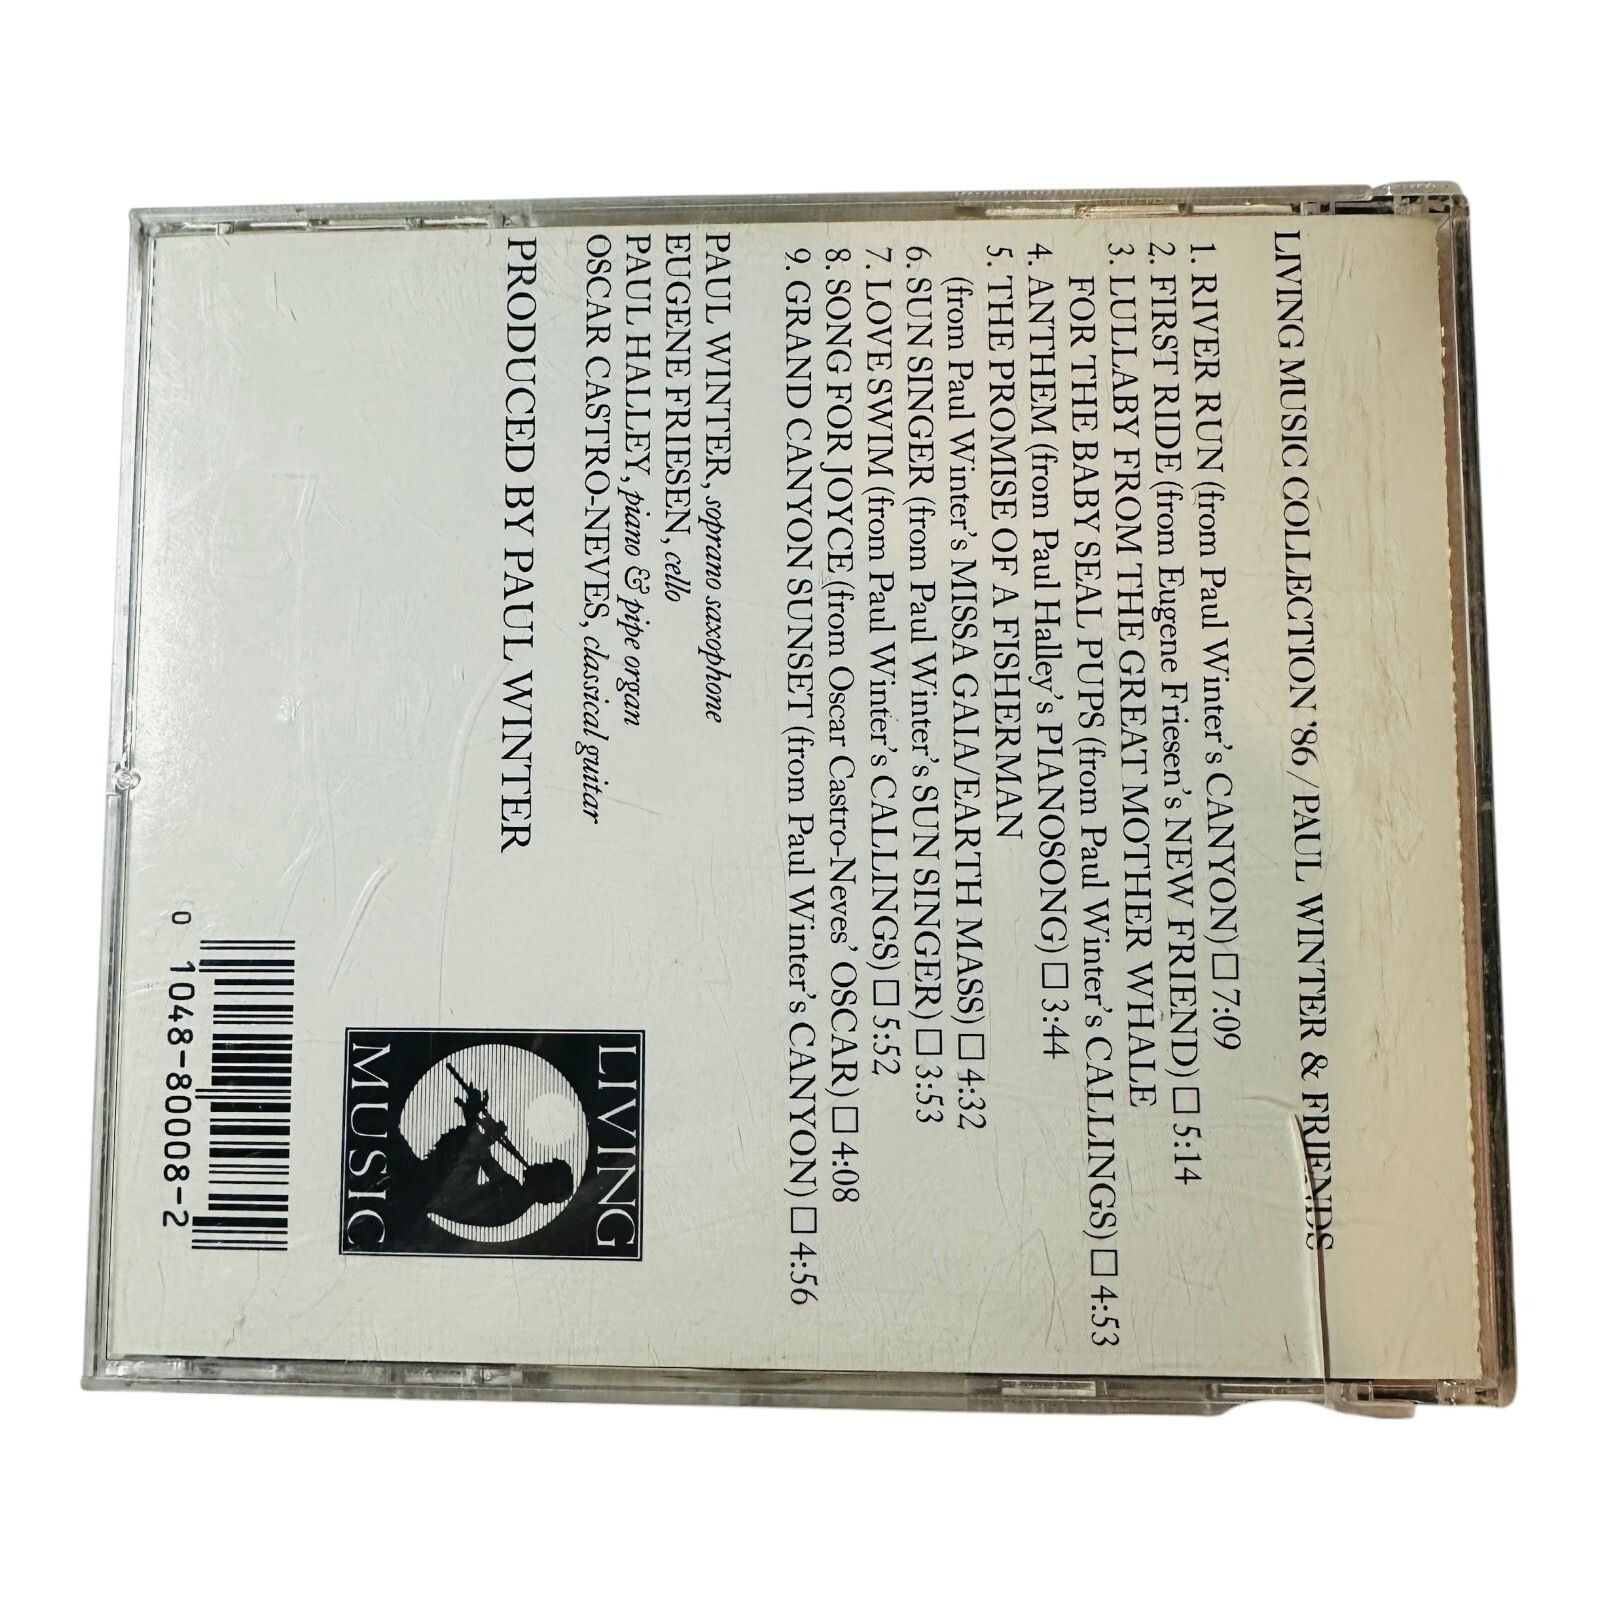 LIVING MUSIC COLLECTION '86 / PAUL WINTER & FRIENDS
1. RIVER RUN (from Paul Winter's CANYON) □ 7:09
2. FIRST RIDE (from Eugene Friesen's NEW FRIEND) □ 5:14
3. LULLABY FROM THE GREAT MOTHER WHALE
FOR THE BABY SEAL PUPS (from Paul Winter's CALLINGS) □ 4:53
4. ANTHEM (from Paul Halley's PIANOSONG) □ 3:44
5. THE PROMISE OF A FISHERMAN
(from Paul Winter's MISSA GAIA/EARTH MASS) □ 4:32
6. SUN SINGER (from Paul Winter's SUN SINGER) □ 3:53
7. LOVE SWIM (from Paul Winter's CALLINGS) □ 5:52
8. SONG FOR JOYCE (from Oscar Castro-Neves' OSCAR) □ 4:08
9. GRAND CANYON SUNSET (from Paul Winter's CANYON) □ 4:56
PAUL WINTER, soprano saxophone
EUGENE FRIESEN, cello
PAUL HALLEY, piano & pipe organ
OSCAR CASTRO-NEVES, classical guitar
PRODUCED BY PAUL WINTER
LIVING
MUSIC
0 1048-80008-2